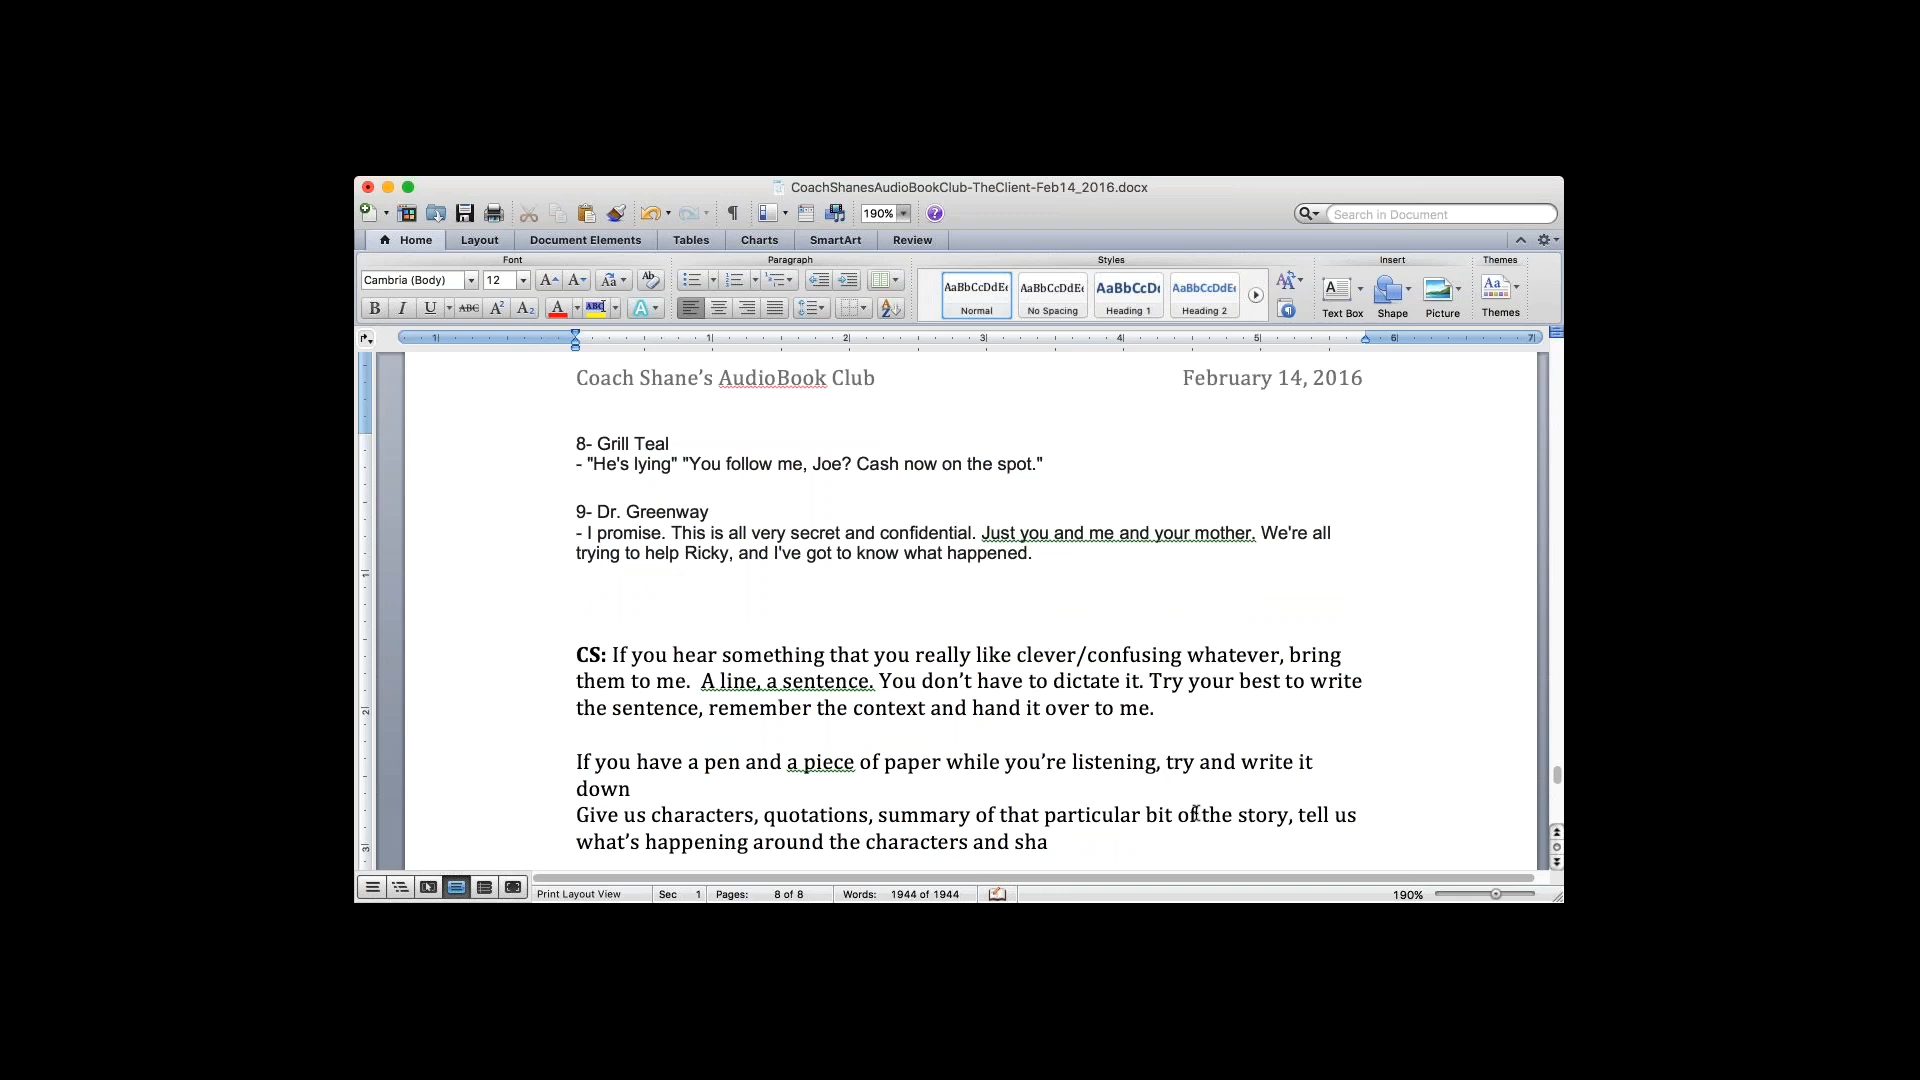 CoachShanesAudioBookClub-TheClient-Feb14_2016.docx
190%
Search in Document
Home Layout Document Elements Tables Charts SmartArt Review
Font Paragraph Styles Insert Themes
Cambria (Body) 12
AaBbCcDdEe AaBbCcDdEe AaBbCcDd AaBbCcDdEe
Normal No Spacing Heading 1 Heading 2
Text Box Shape Picture Themes
Coach Shane’s AudioBook Club February 14, 2016
8- Grill Teal
- "He's lying" "You follow me, Joe? Cash now on the spot."
9- Dr. Greenway
- I promise. This is all very secret and confidential. Just you and me and your mother. We're all
trying to help Ricky, and I've got to know what happened.
CS: If you hear something that you really like clever/confusing whatever, bring
them to me. A line, a sentence. You don’t have to dictate it. Try your best to write
the sentence, remember the context and hand it over to me.
If you have a pen and a piece of paper while you’re listening, try and write it
down
Give us characters, quotations, summary of that particular bit of the story, tell us
what’s happening around the characters and sha
Print Layout View Sec 1 Pages: 8 of 8 Words: 1944 of 1944 190%